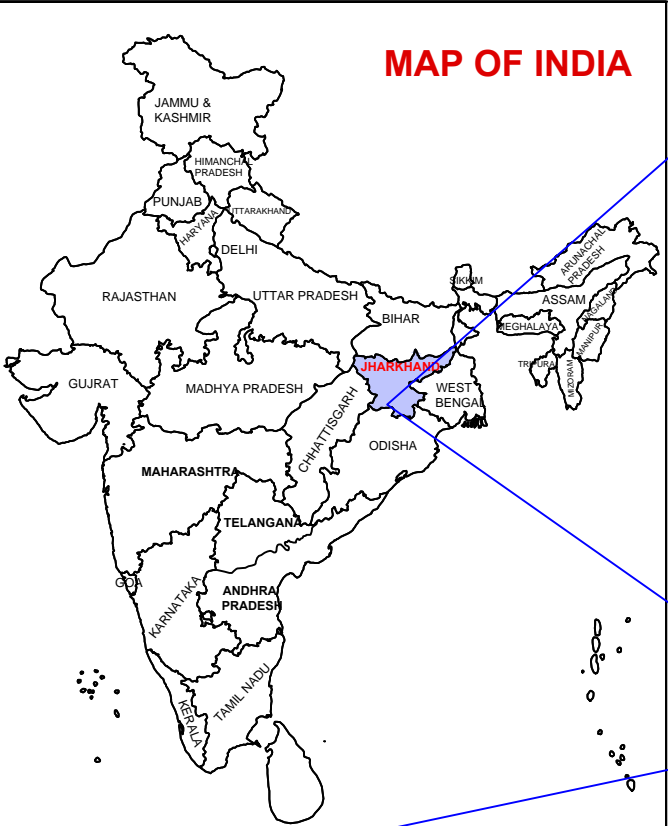 MAP OF INDIA
JAMMU &
KASHMIR
HIMANCHAL
PRADESH
PUNJAB
UTTARAKHAND
HARYANA
DELHI
ARUNACHAL
PRADESH
SIKKIM
RAJASTHAN
UTTAR PRADESH
ASSAM
NAGALAND
BIHAR
MEGHALAYA
MANIPUR
JHARKHAND
TRIPURA
MIZORAM
GUJRAT
MADHYA PRADESH
WEST
BENGAL
CHHATTISGARH
ODISHA
MAHARASHTRA
TELANGANA
GOA
KARNATAKA
ANDHRA
PRADESH
TAMIL NADU
KERALA